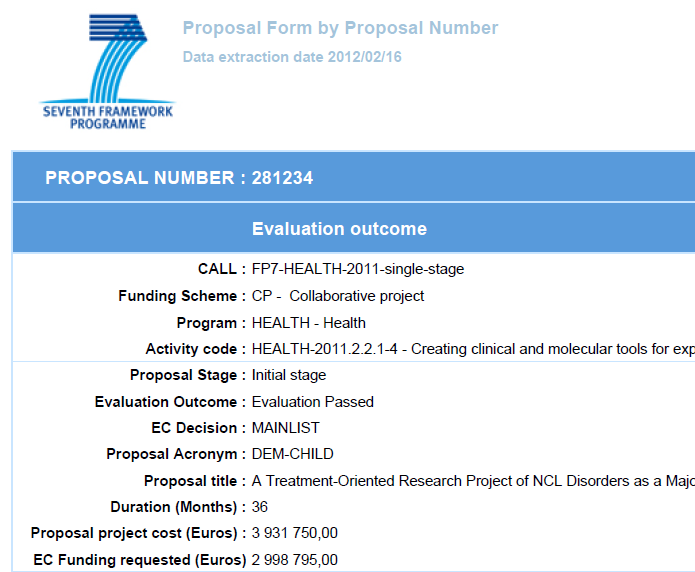 Proposal Form by Proposal Number
Data extraction date 2012/02/16
SEVENTH FRAMEWORK
PROGRAMME
PROPOSAL NUMBER : 281234
Evaluation outcome
CALL : FP7-HEALTH-2011-single-stage
Funding Scheme : CP - Collaborative project
Program : HEALTH - Health
Activity code : HEALTH-2011.2.2.1-4 - Creating clinical and molecular tools for exp
Proposal Stage : Initial stage
Evaluation Outcome : Evaluation Passed
EC Decision : MAINLIST
Proposal Acronym : DEM-CHILD
Proposal title : A Treatment-Oriented Research Project of NCL Disorders as a Majo
Duration (Months) : 36
Proposal project cost (Euros) : 3 931 750,00
EC Funding requested (Euros) 2 998 795,00